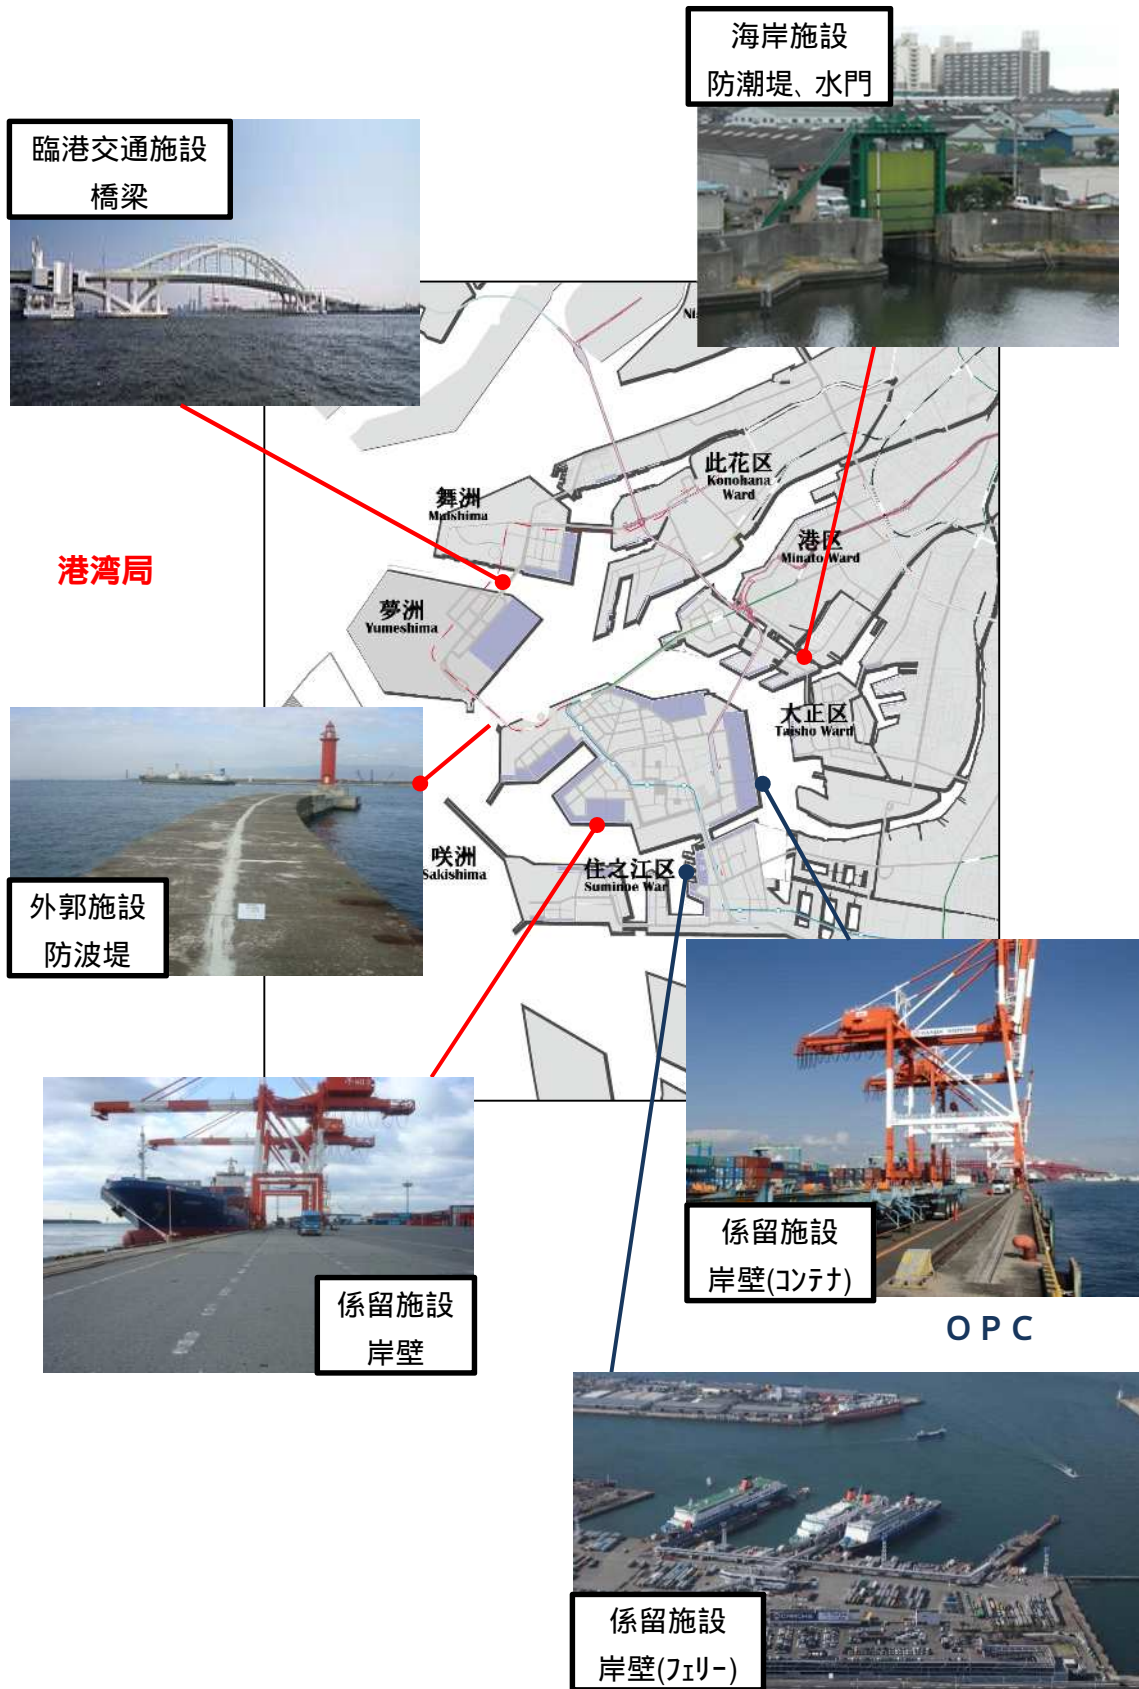 海岸施設
防潮堤、水門
臨港交通施設
橋梁
此花区
Konohana
Ward
舞洲
Maishima
港区
Minato Ward
港湾局
夢洲
Yumeshima
大正区
Taisho Ward
咲洲
Sakishima
住之江区
Suminoe War
外郭施設
防波堤
係留施設
岸壁(コンテナ)
係留施設
岸壁
OPC
係留施設
岸壁(フェリー)